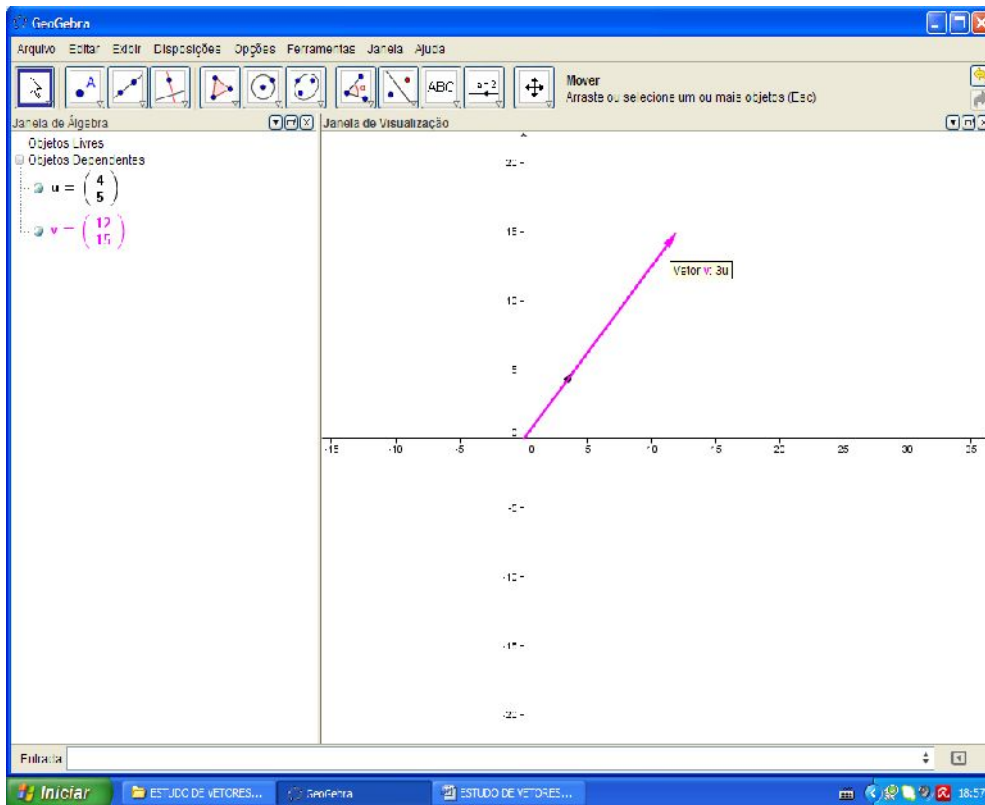 GeoGebra
Arquivo Editar Exibir Disposições Opções Ferramentas Janela Ajuda
A ABC a=2 Mover
Arraste ou selecione um ou mais objetos (Esc)
Janela de Álgebra
Janela de Visualização
Objetos Livres
Objetos Dependentes
u = (4 5)
v = (12 15)
20
15
Vetor v: 3u
10
5
0
-15 -10 -5 0 5 10 15 20 25 30 35
-5
-10
-15
-20
Entrada
Iniciar ESTUDO DE VETORES... GeoGebra ESTUDO DE VETORES... 18:57